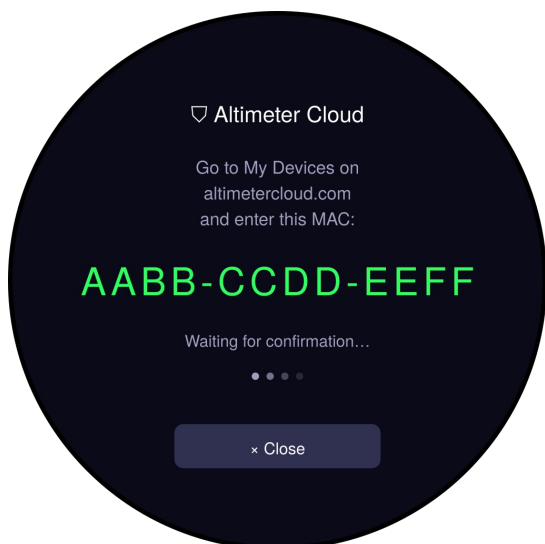 Altimeter Cloud
Go to My Devices on
altimetercloud.com
and enter this MAC:
AABB-CCDD-EEFF
Waiting for confirmation…
× Close